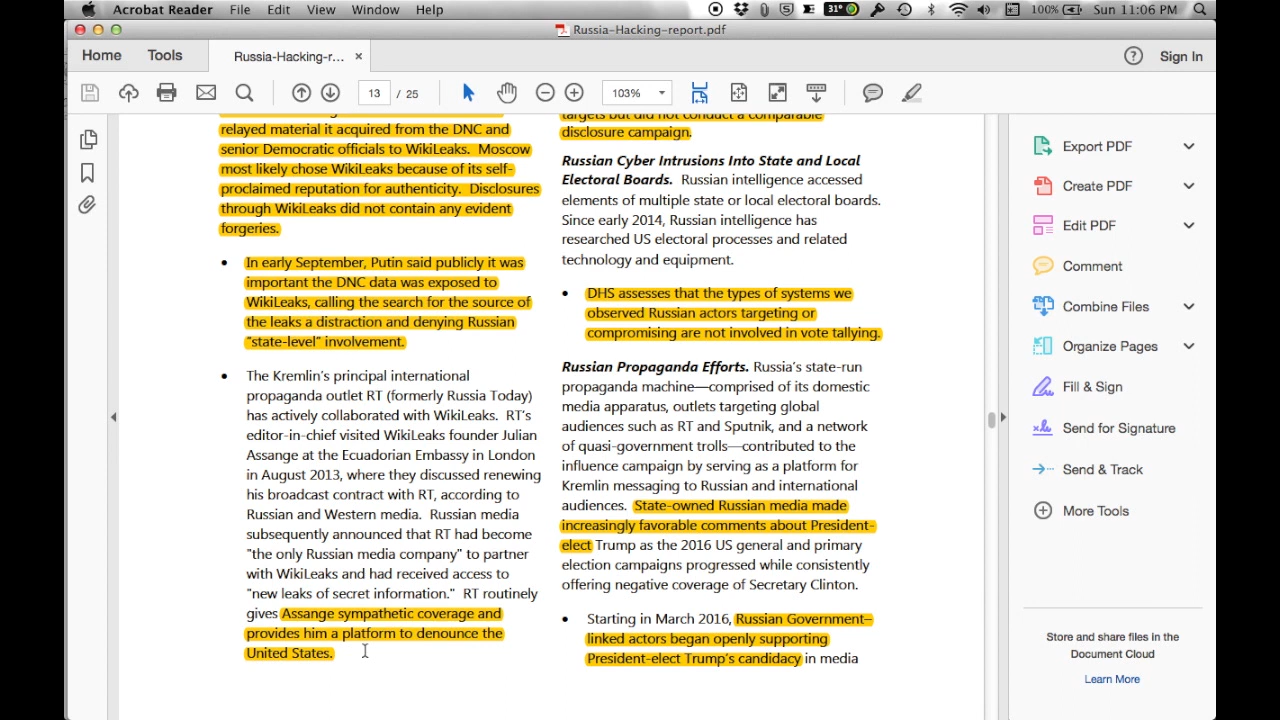 Acrobat Reader File Edit View Window Help
31° 100% Sun 11:06 PM
Russia-Hacking-report.pdf
Home Tools Russia-Hacking-r... × Sign In
13 / 25 103%
relayed material it acquired from the DNC and
senior Democratic officials to WikiLeaks. Moscow
most likely chose WikiLeaks because of its self-
proclaimed reputation for authenticity. Disclosures
through WikiLeaks did not contain any evident
forgeries.
• In early September, Putin said publicly it was
important the DNC data was exposed to
WikiLeaks, calling the search for the source of
the leaks a distraction and denying Russian
"state-level" involvement.
• The Kremlin's principal international
propaganda outlet RT (formerly Russia Today)
has actively collaborated with WikiLeaks. RT's
editor-in-chief visited WikiLeaks founder Julian
Assange at the Ecuadorian Embassy in London
in August 2013, where they discussed renewing
his broadcast contract with RT, according to
Russian and Western media. Russian media
subsequently announced that RT had become
"the only Russian media company" to partner
with WikiLeaks and had received access to
"new leaks of secret information." RT routinely
gives Assange sympathetic coverage and
provides him a platform to denounce the
United States.
targets but did not conduct a comparable
disclosure campaign.
Russian Cyber Intrusions Into State and Local
Electoral Boards. Russian intelligence accessed
elements of multiple state or local electoral boards.
Since early 2014, Russian intelligence has
researched US electoral processes and related
technology and equipment.
• DHS assesses that the types of systems we
observed Russian actors targeting or
compromising are not involved in vote tallying.
Russian Propaganda Efforts. Russia's state-run
propaganda machine—comprised of its domestic
media apparatus, outlets targeting global
audiences such as RT and Sputnik, and a network
of quasi-government trolls—contributed to the
influence campaign by serving as a platform for
Kremlin messaging to Russian and international
audiences. State-owned Russian media made
increasingly favorable comments about President-
elect Trump as the 2016 US general and primary
election campaigns progressed while consistently
offering negative coverage of Secretary Clinton.
• Starting in March 2016, Russian Government–
linked actors began openly supporting
President-elect Trump's candidacy in media
Export PDF
Create PDF
Edit PDF
Comment
Combine Files
Organize Pages
Fill & Sign
Send for Signature
Send & Track
More Tools
Store and share files in the
Document Cloud
Learn More